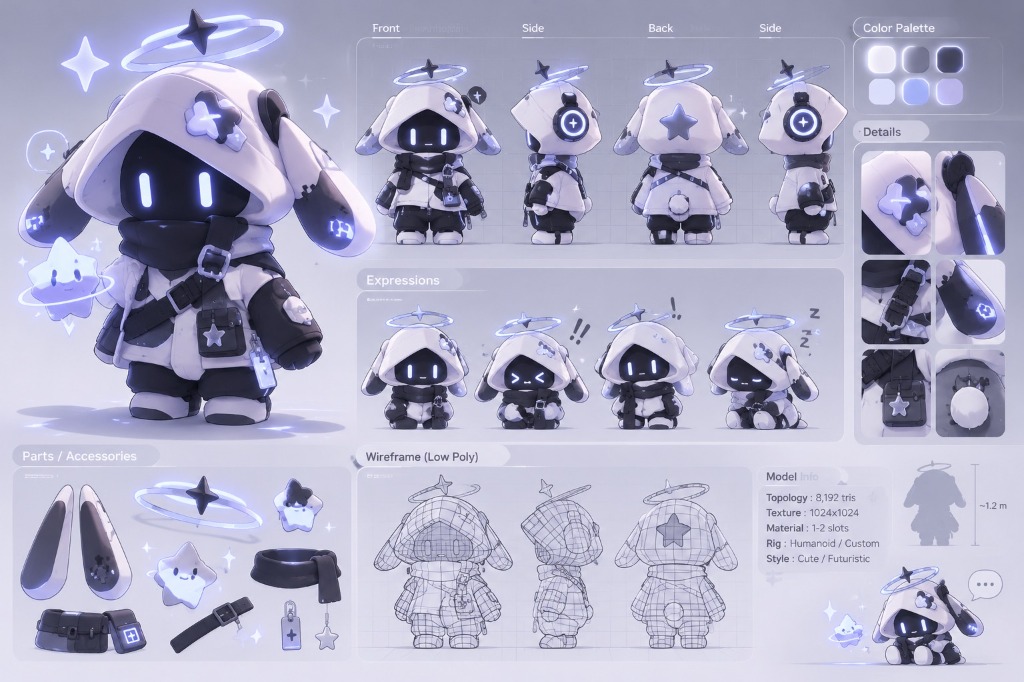 Front
Side
Back
Side
Color Palette
Details
Expressions
!!
!
z
z
Parts / Accessories
Wireframe (Low Poly)
Model Info
Topology : 8,192 tris
Texture : 1024x1024
Material : 1-2 slots
Rig : Humanoid / Custom
Style : Cute / Futuristic
~1.2 m